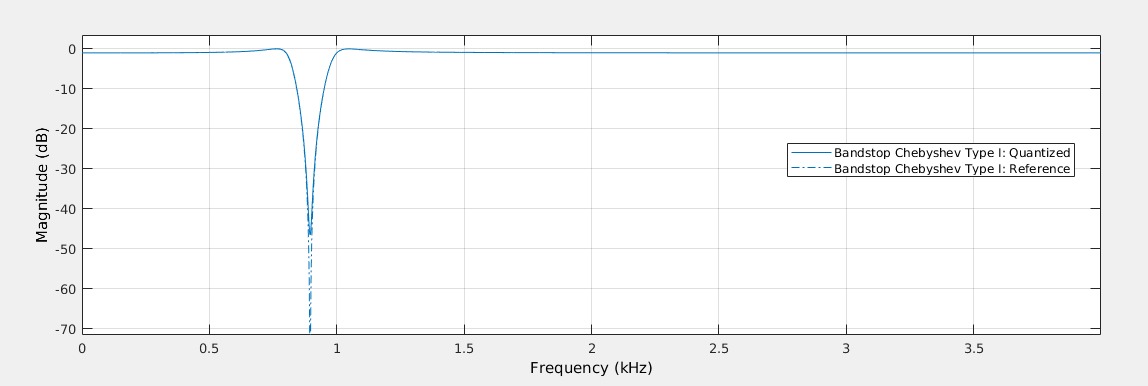 0
-10
-20
-30
-40
-50
-60
-70
Magnitude (dB)
Bandstop Chebyshev Type I: Quantized
Bandstop Chebyshev Type I: Reference
0 0.5 1 1.5 2 2.5 3 3.5
Frequency (kHz)